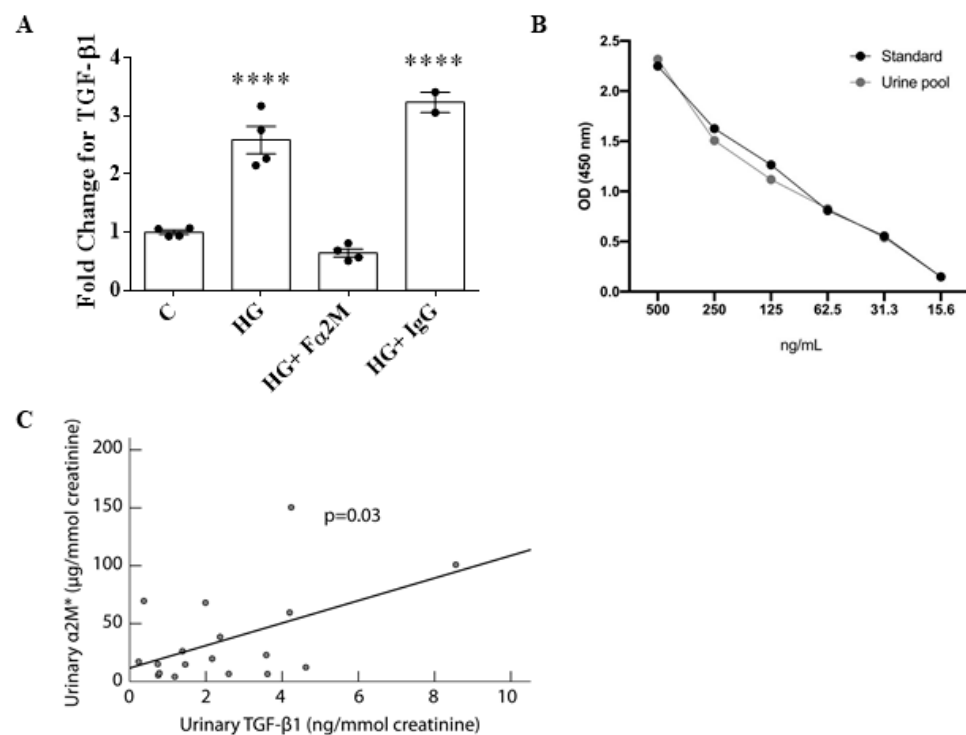 A
Fold Change for TGF-β1
4
3
2
1
0
****
****
C
HG
HG+ Fα2M
HG+ IgG
B
OD (450 nm)
2.5
2.0
1.5
1.0
0.5
0.0
Standard
Urine pool
500 250 125 62.5 31.3 15.6
ng/mL
C
Urinary α2M* (µg/mmol creatinine)
200
150
100
50
0
p=0.03
0 2 4 6 8 10
Urinary TGF-β1 (ng/mmol creatinine)